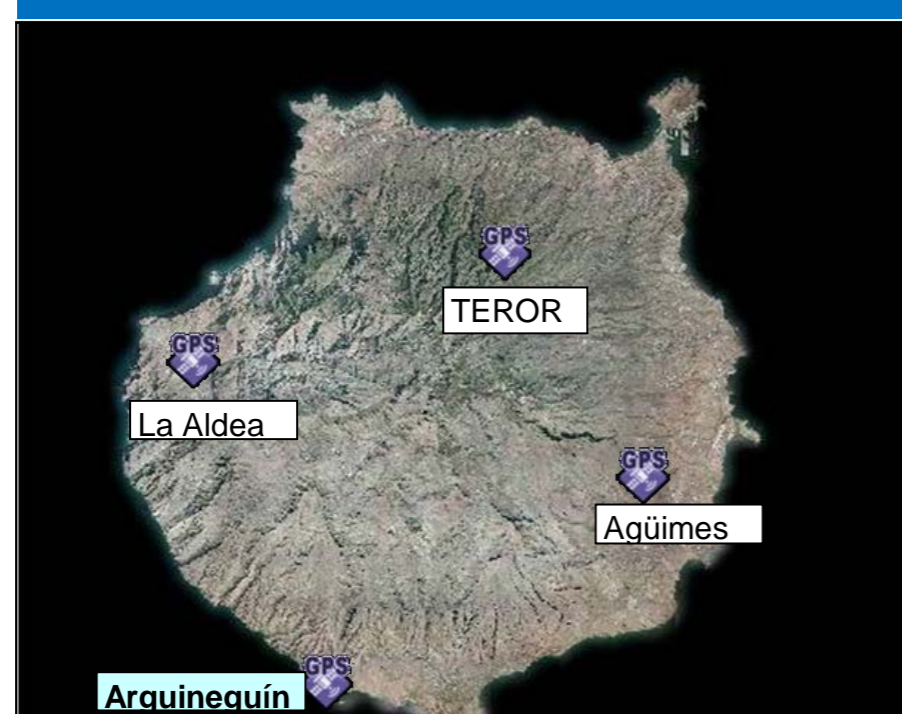 GPS
TEROR
GPS
La Aldea
GPS
Agüimes
GPS
Arguineguín